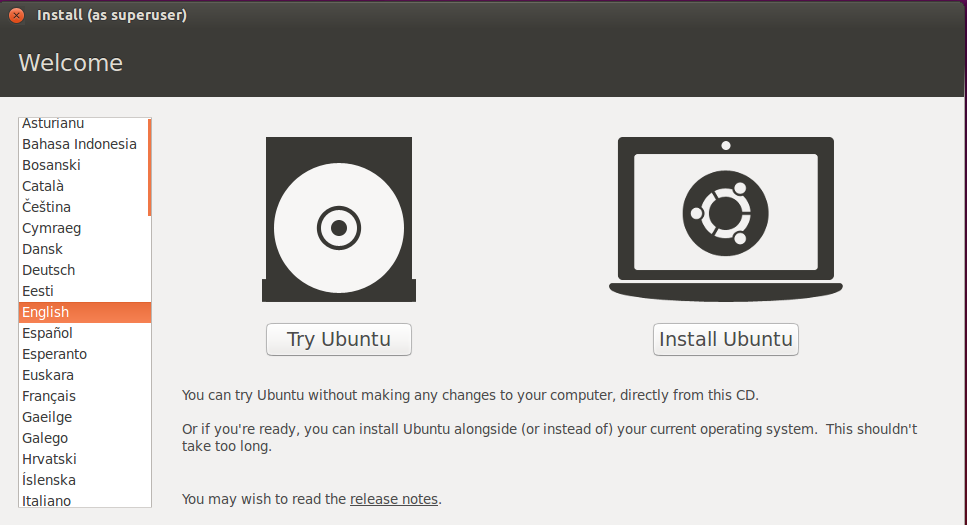 Install (as superuser)
Welcome
Asturianu
Bahasa Indonesia
Bosanski
Català
Čeština
Cymraeg
Dansk
Deutsch
Eesti
English
Español
Esperanto
Euskara
Français
Gaeilge
Galego
Hrvatski
Íslenska
Italiano
Try Ubuntu
Install Ubuntu
You can try Ubuntu without making any changes to your computer, directly from this CD.
Or if you're ready, you can install Ubuntu alongside (or instead of) your current operating system.  This shouldn't
take too long.
You may wish to read the release notes.